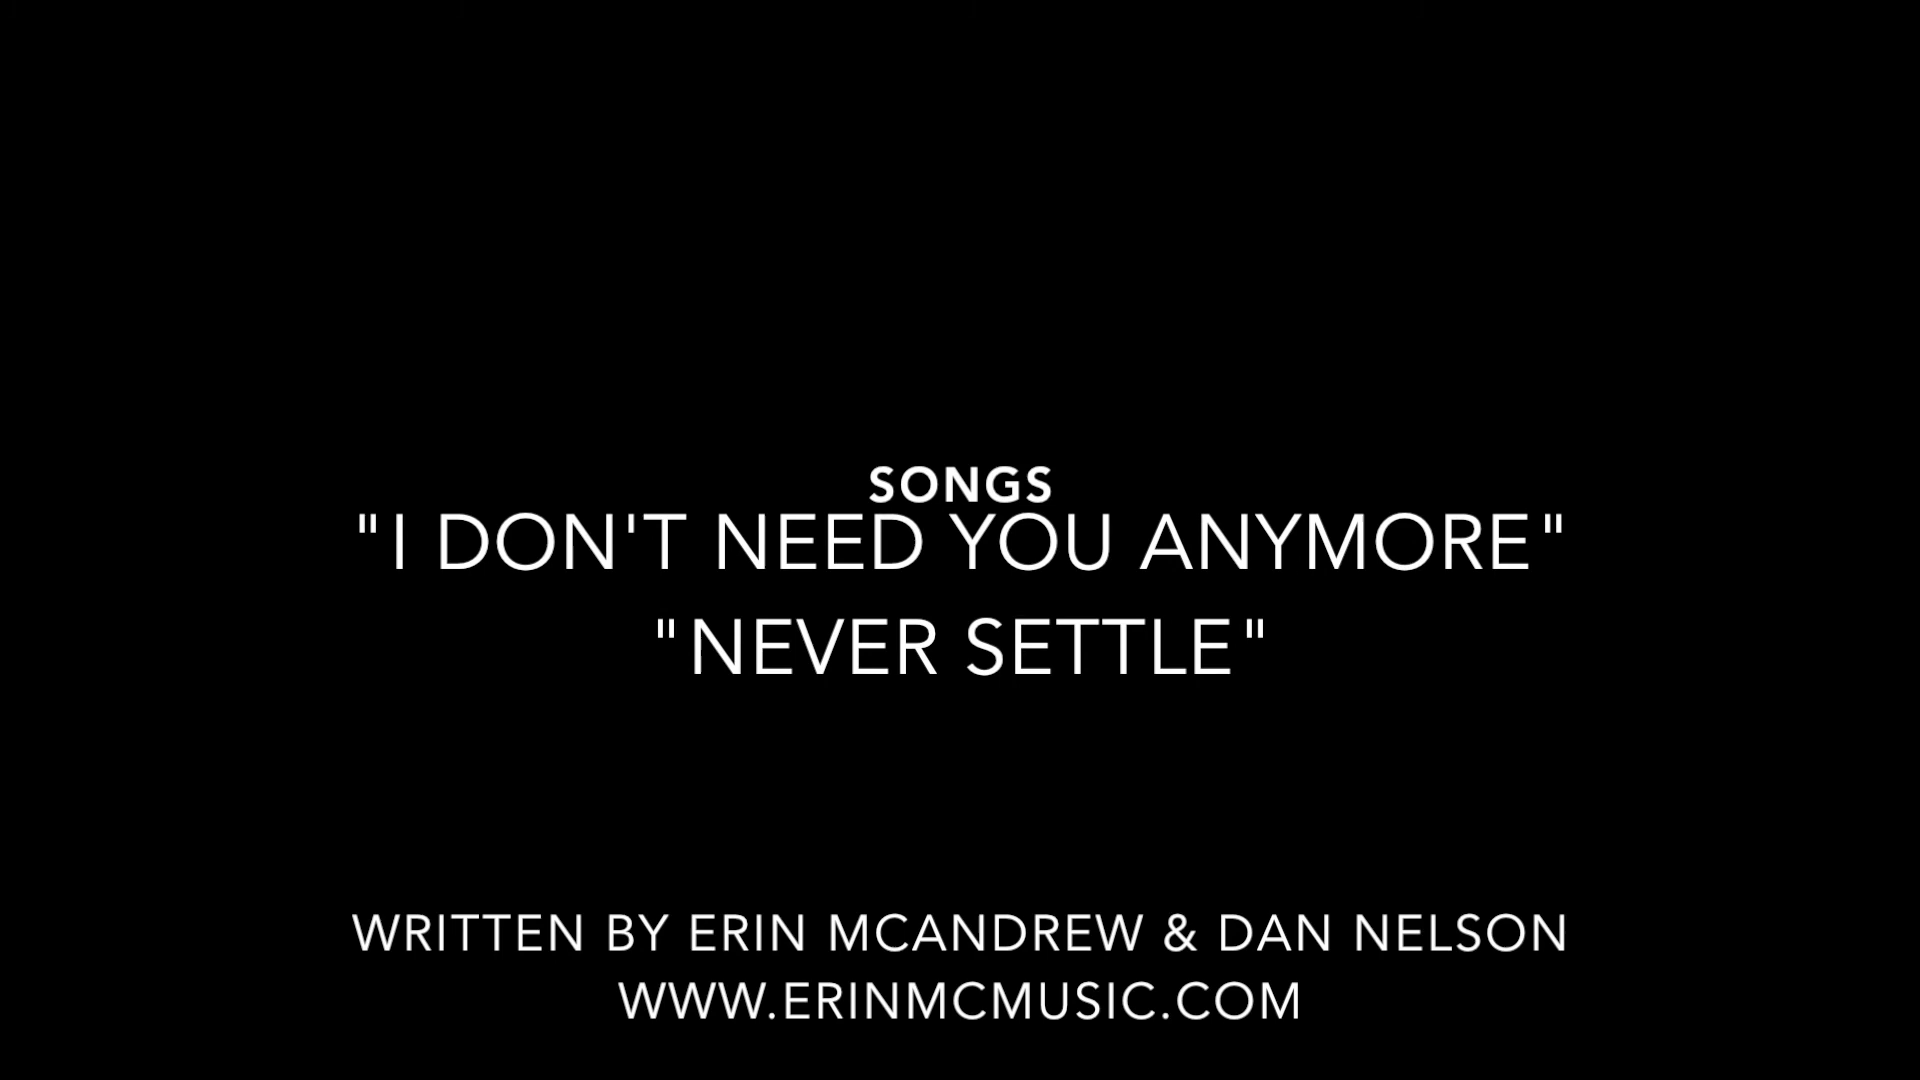 SONGS
"I DON'T NEED YOU ANYMORE"
"NEVER SETTLE"
WRITTEN BY ERIN MCANDREW & DAN NELSON
WWW.ERINMCMUSIC.COM